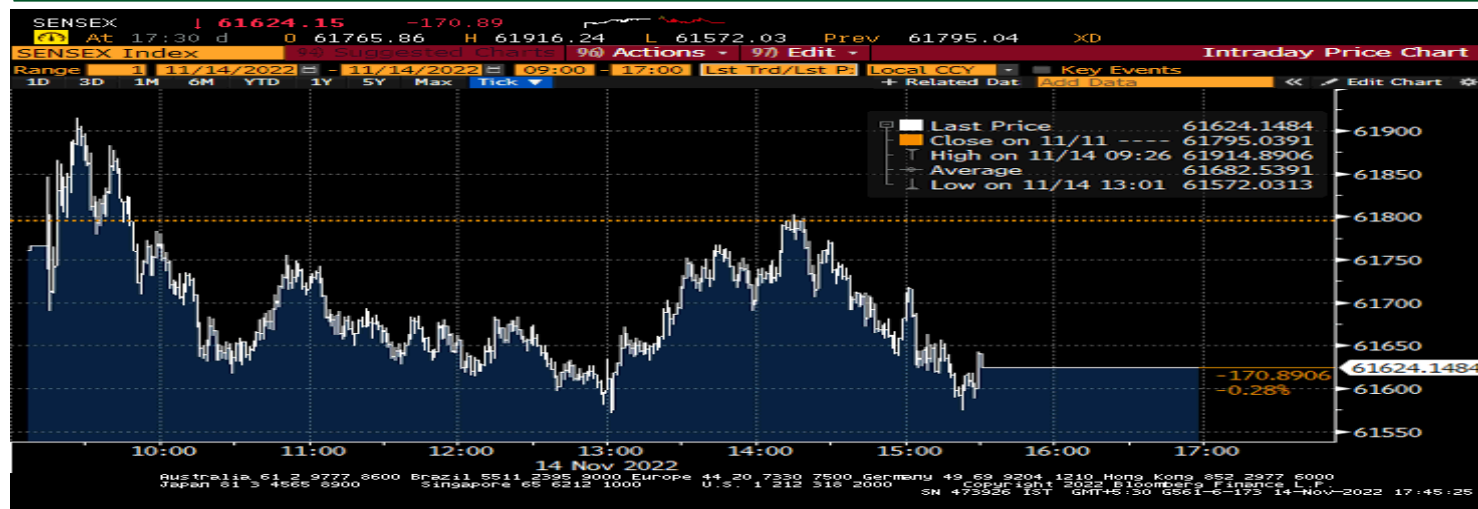 SENSEX ↓ 61624.15 -170.89
At 17:30 d O 61765.86 H 61916.24 L 61572.03 Prev 61795.04 XD
SENSEX Index 94) Suggested Charts 96) Actions 97) Edit Intraday Price Chart
Range 1 11/14/2022 - 11/14/2022 09:00 - 17:00 Lst Trd/Lst P: Local CCY Key Events
1D 3D 1M 6M YTD 1Y 5Y Max Tick ▼ + Related Dat Add Data « Edit Chart
Last Price 61624.1484
Close on 11/11 ---- 61795.0391
High on 11/14 09:26 61914.8906
Average 61682.5391
Low on 11/14 13:01 61572.0313
61900
61850
61800
61750
61700
61650
61624.1484
-170.8906
-0.28%
61600
61550
10:00 11:00 12:00 13:00 14:00 15:00 16:00 17:00
14 Nov 2022
Australia 61 2 9777 8600 Brazil 5511 2395 9000 Europe 44 20 7330 7500 Germany 49 69 9204 1210 Hong Kong 852 2977 6000
Japan 81 3 4565 8900 Singapore 65 6212 1000 U.S. 1 212 318 2000 Copyright 2022 Bloomberg Finance L.P.
SN 473926 IST GMT+5:30 G561-6-173 14-Nov-2022 17:45:25